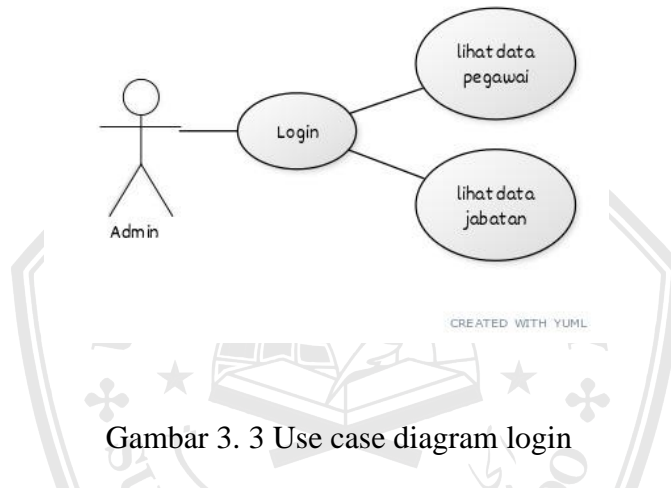 lihat data
pegawai
Login
lihat data
jabatan
Admin
CREATED WITH YUML
Gambar 3. 3 Use case diagram login